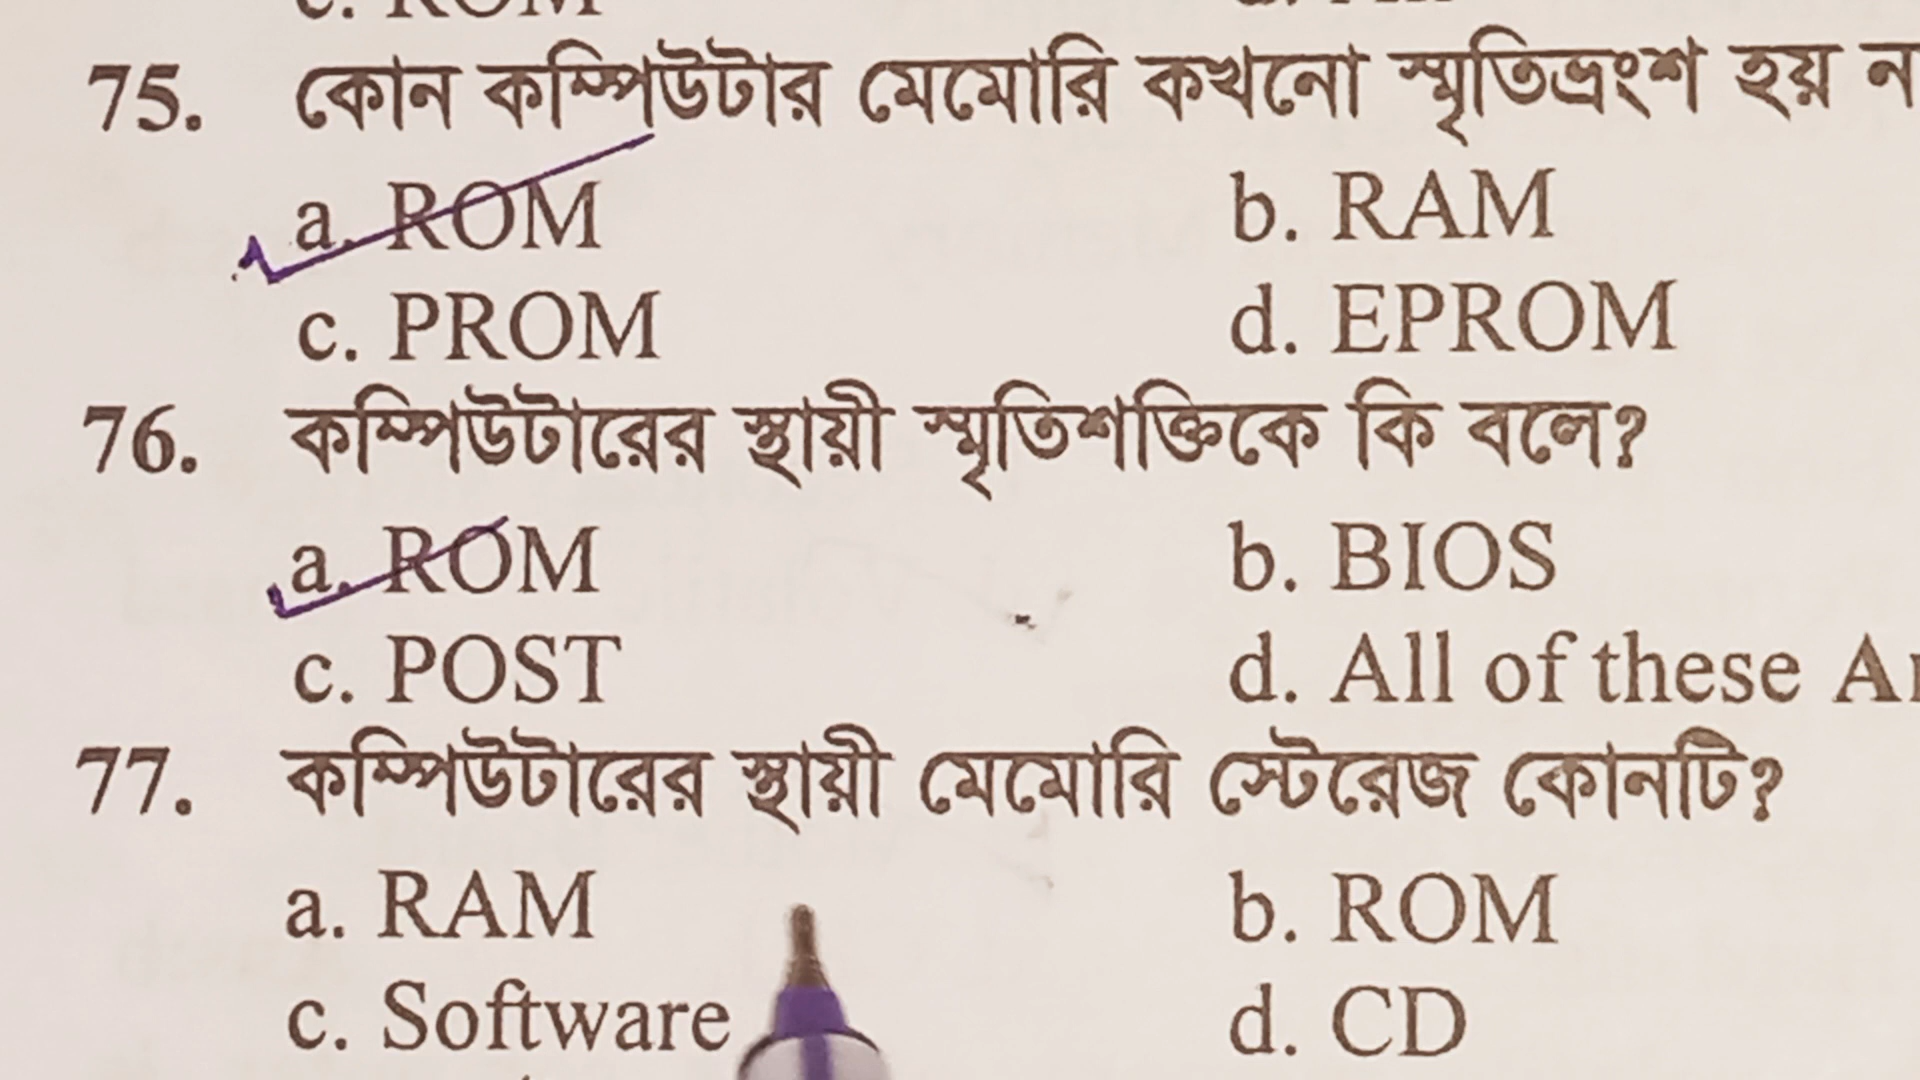 75. কোন কম্পিউটার মেমোরি কখনো স্মৃতিভ্রংশ হয় ন
a. ROM b. RAM
c. PROM d. EPROM
76. কম্পিউটারের স্থায়ী স্মৃতিশক্তিকে কি বলে?
a. ROM b. BIOS
c. POST d. All of these
77. কম্পিউটারের স্থায়ী মেমোরি স্টেরেজ কোনটি?
a. RAM b. ROM
c. Software d. CD